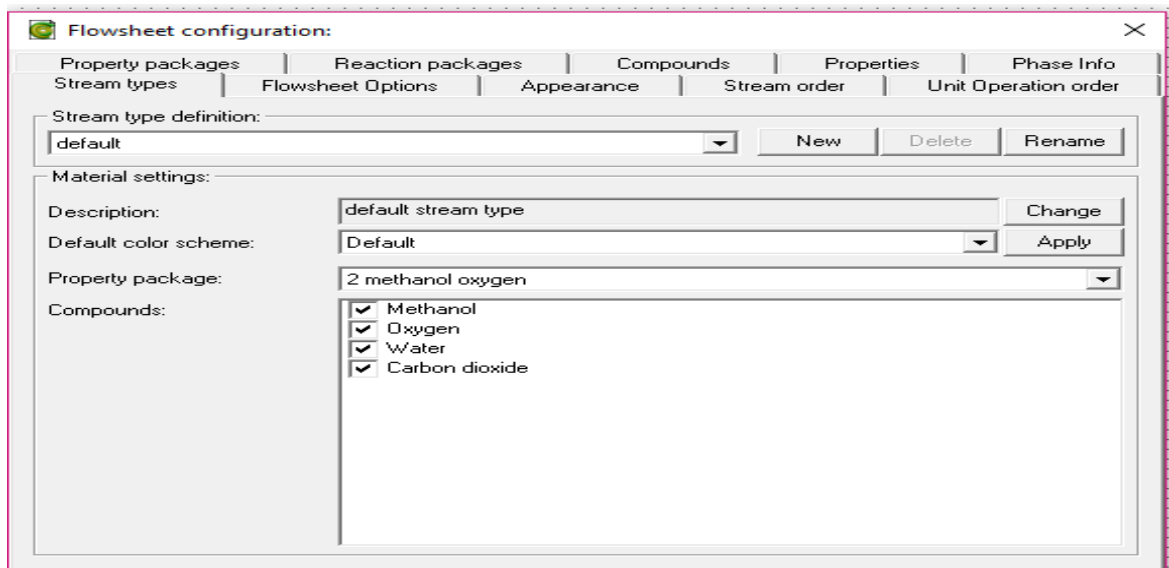 Flowsheet configuration:
Property packages Reaction packages Compounds Properties Phase Info
Stream types Flowsheet Options Appearance Stream order Unit Operation order
Stream type definition:
default New Delete Rename
Material settings:
Description: default stream type Change
Default color scheme: Default Apply
Property package: 2 methanol oxygen
Compounds: Methanol
Oxygen
Water
Carbon dioxide